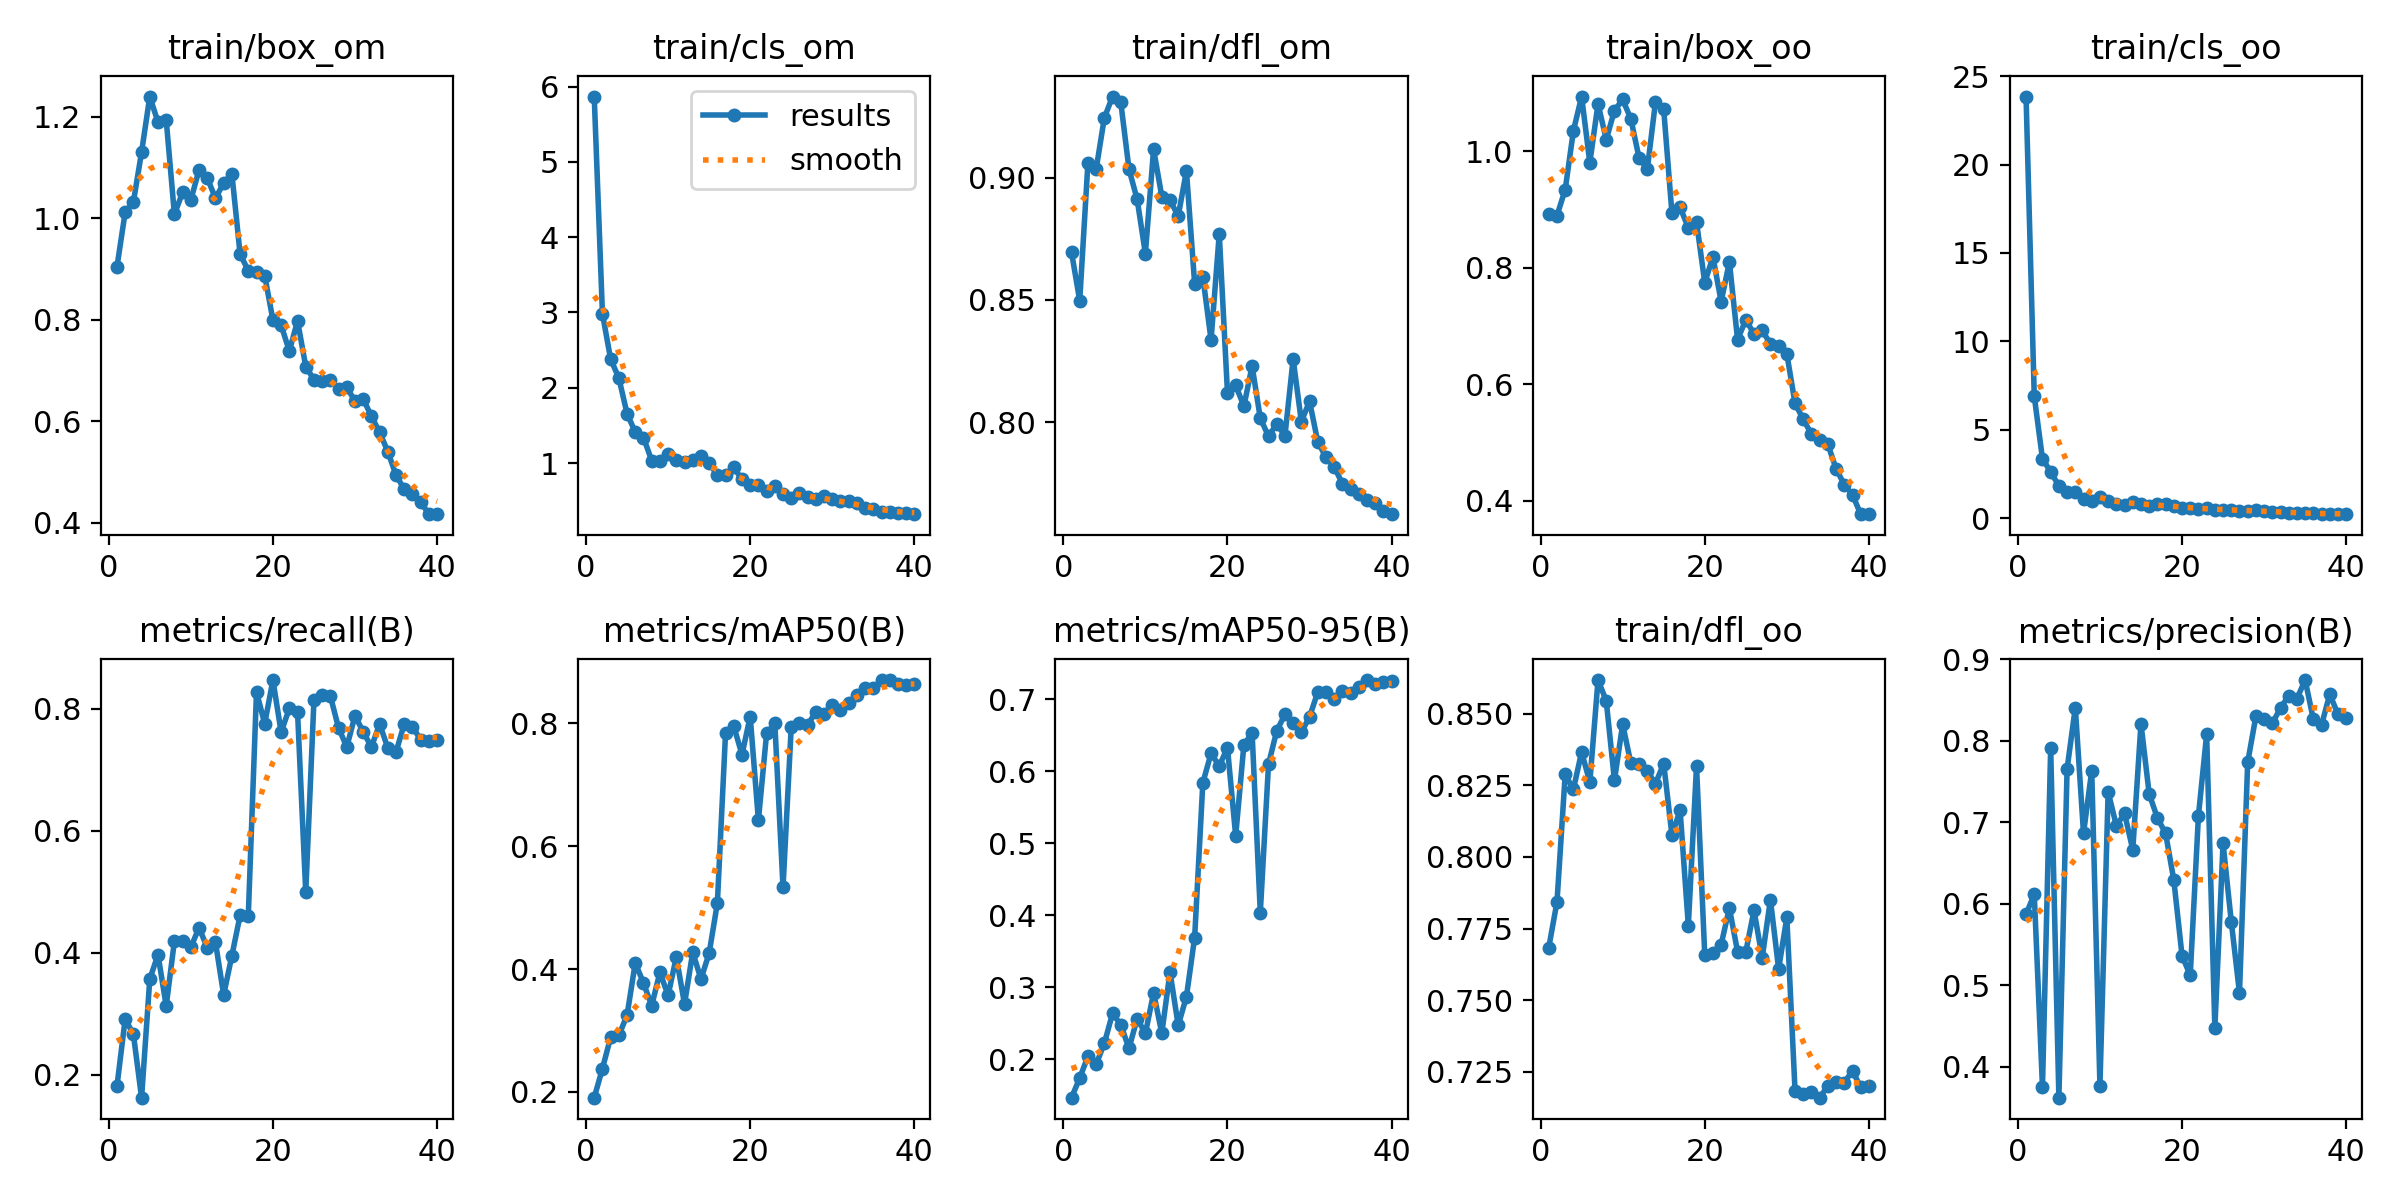 train/box_om
1.2
1.0
0.8
0.6
0.4
0 20 40
train/cls_om
results
smooth
6
5
4
3
2
1
0 20 40
train/dfl_om
0.90
0.85
0.80
0 20 40
train/box_oo
1.0
0.8
0.6
0.4
0 20 40
train/cls_oo
25
20
15
10
5
0
0 20 40
metrics/recall(B)
0.8
0.6
0.4
0.2
0 20 40
metrics/mAP50(B)
0.8
0.6
0.4
0.2
0 20 40
metrics/mAP50-95(B)
0.7
0.6
0.5
0.4
0.3
0.2
0 20 40
train/dfl_oo
0.850
0.825
0.800
0.775
0.750
0.725
0 20 40
metrics/precision(B)
0.9
0.8
0.7
0.6
0.5
0.4
0 20 40